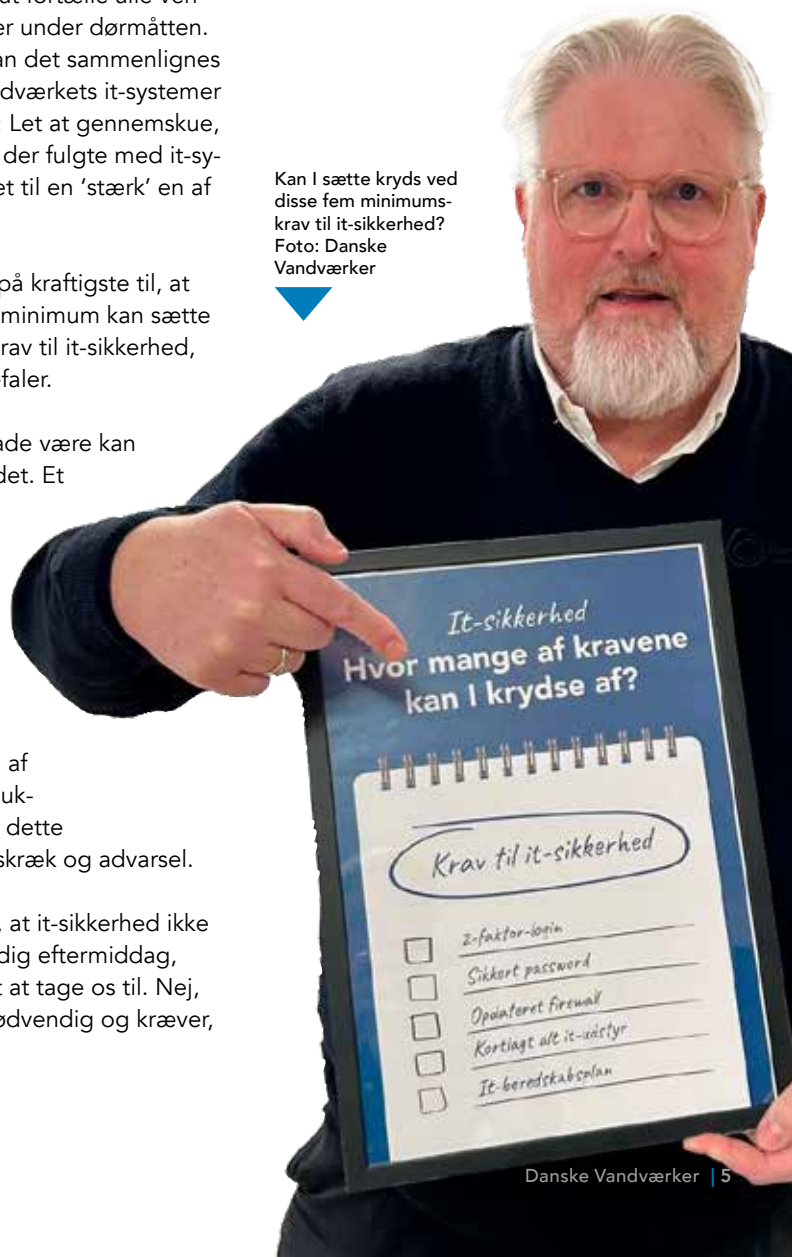 at fortælle alle ven-
er under dørmåtten.
an det sammenlignes
dværkets it-systemer
Let at gennemskue,
der fulgte med it-sy-
et til en 'stærk' en af
på kraftigste til, at
minimum kan sætte
rav til it-sikkerhed,
faler.
ade være kan
det. Et
af
uk-
dette
skræk og advarsel.
, at it-sikkerhed ikke
dig eftermiddag,
t at tage os til. Nej,
ødvendig og kræver,
Kan I sætte kryds ved
disse fem minimums-
krav til it-sikkerhed?
Foto: Danske
Vandværker
It-sikkerhed
Hvor mange af kravene
kan I krydse af?
Krav til it-sikkerhed
2-faktor-login
Sikkert password
Opdateret firewall
Kortlagt alt it-udstyr
It-beredskabsplan
Danske Vandværker | 5